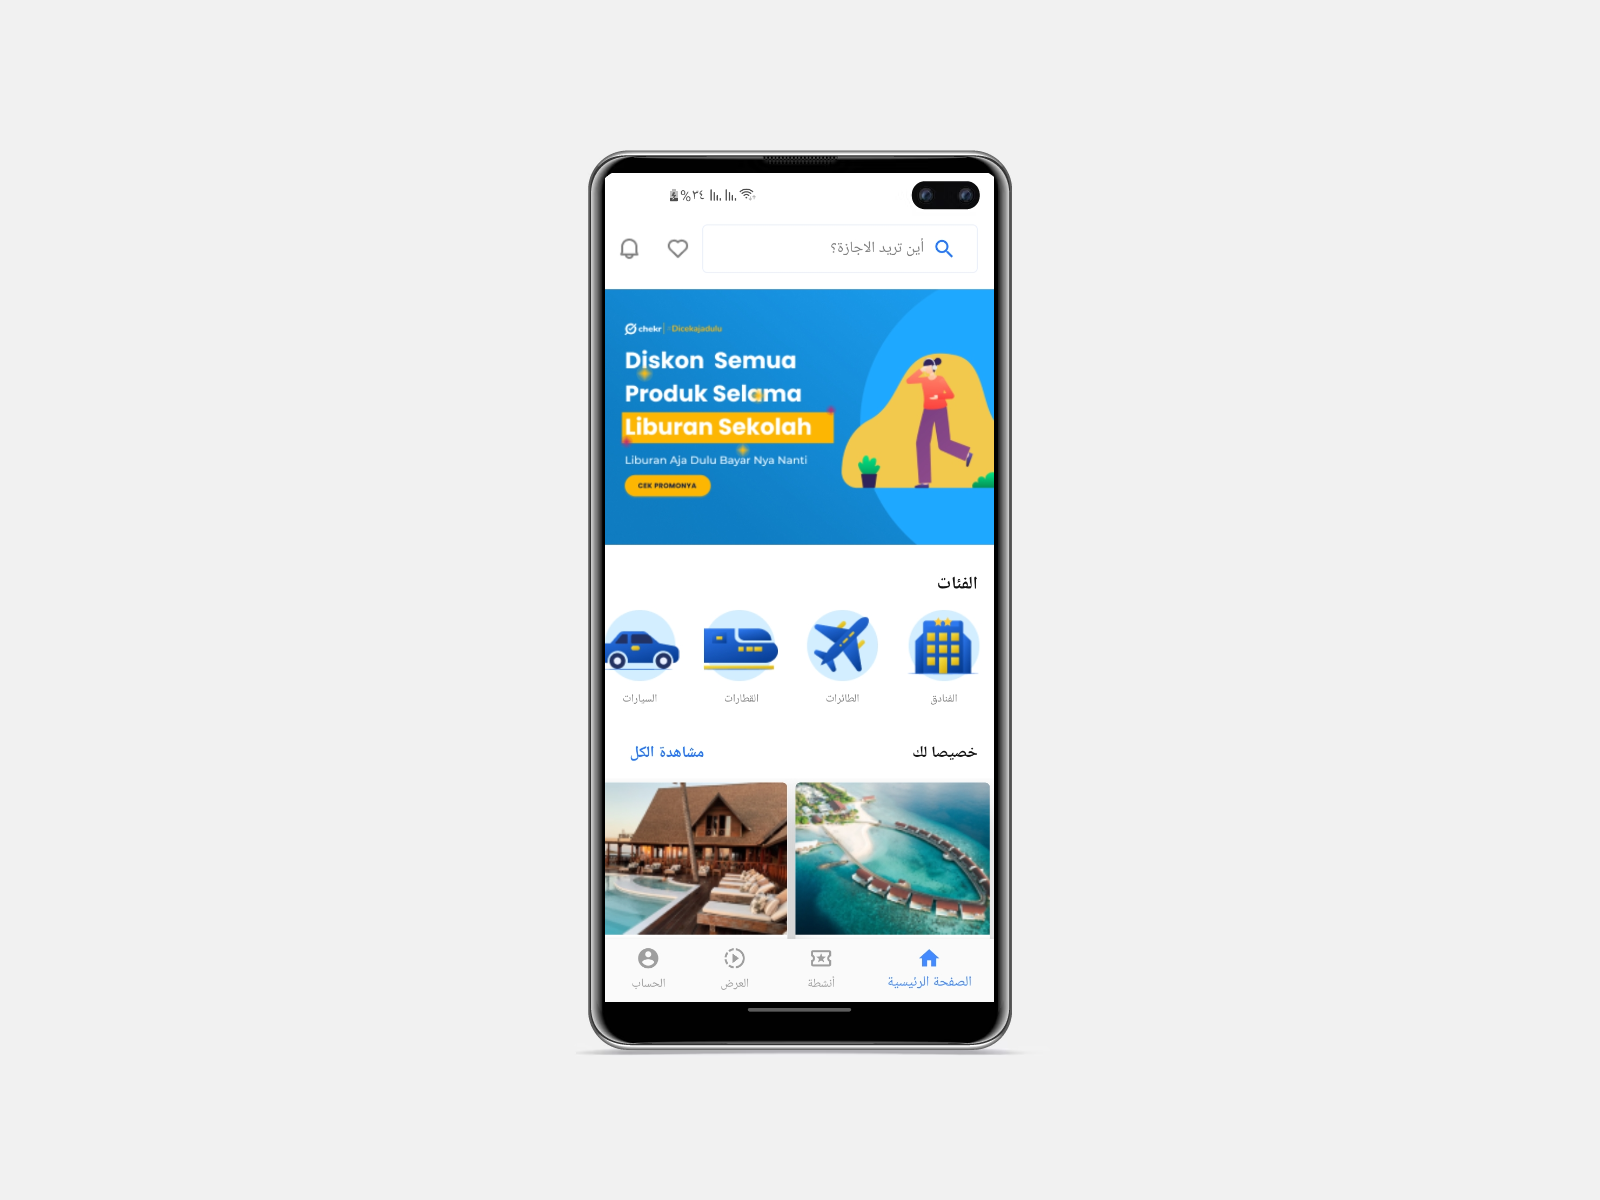 %٣٤
أين تريد الاجازة؟
chekr | #Dicekajadulu
Diskon Semua
Produk Selama
Liburan Sekolah
Liburan Aja Dulu Bayar Nya Nanti
CEK PROMONYA
الفئات
الفنادق
الطائرات
القطارات
السيارات
خصيصا لك
مشاهدة الكل
الصفحة الرئيسية
أنشطة
العرض
الحساب